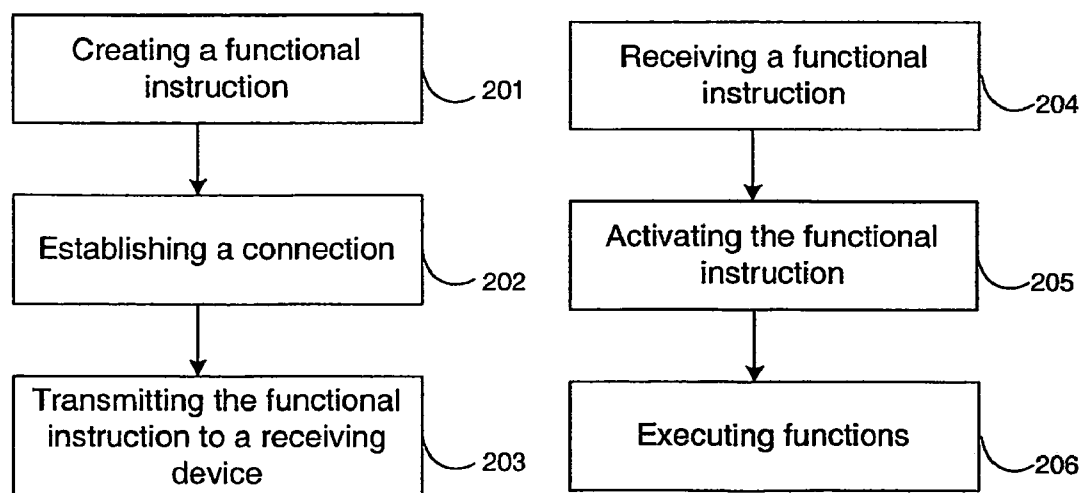 Creating a functional
instruction
201
Establishing a connection
202
Transmitting the functional
instruction to a receiving
device
203
Receiving a functional
instruction
204
Activating the functional
instruction
205
Executing functions
206